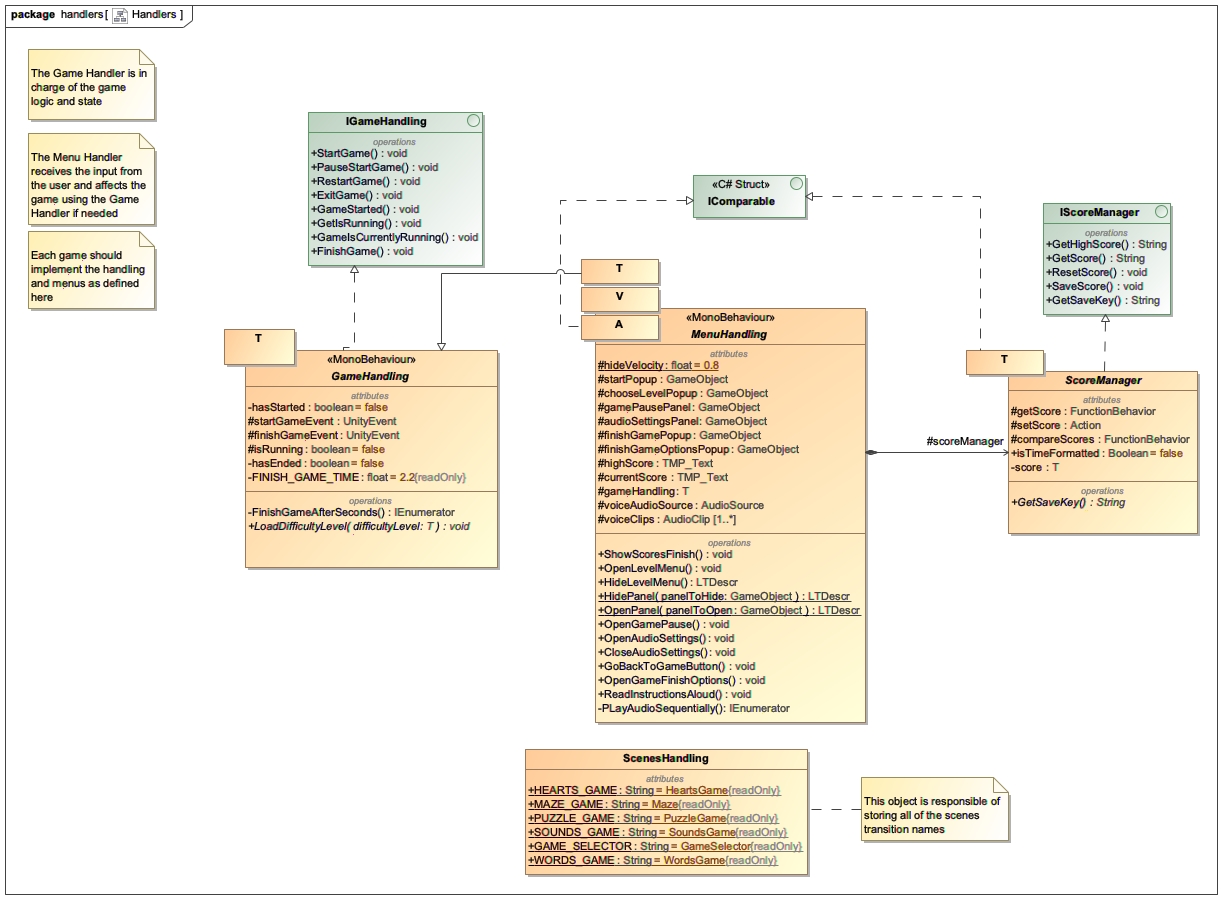 package handlers[ Handlers ]
The Game Handler is in
charge of the game
logic and state
The Menu Handler
receives the input from
the user and affects the
game using the Game
Handler if needed
Each game should
implement the handling
and menus as defined
here
IGameHandling
operations
+StartGame() : void
+PauseStartGame() : void
+RestartGame() : void
+ExitGame() : void
+GameStarted() : void
+GetIsRunning() : void
+GameIsCurrentlyRunning() : void
+FinishGame() : void
«C# Struct»
IComparable
IScoreManager
operations
+GetHighScore() : String
+GetScore() : String
+ResetScore() : void
+SaveScore() : void
+GetSaveKey() : String
T
«MonoBehaviour»
GameHandling
attributes
-hasStarted : boolean = false
#startGameEvent : UnityEvent
#finishGameEvent : UnityEvent
#isRunning : boolean = false
-hasEnded : boolean = false
-FINISH_GAME_TIME : float = 2.2{readOnly}
operations
-FinishGameAfterSeconds() : IEnumerator
+LoadDifficultyLevel( difficultyLevel : T ) : void
T
V
A
«MonoBehaviour»
MenuHandling
attributes
#hideVelocity : float = 0.8
#startPopup : GameObject
#chooseLevelPopup : GameObject
#gamePausePanel : GameObject
#audioSettingsPanel : GameObject
#finishGamePopup : GameObject
#finishGameOptionsPopup : GameObject
#highScore : TMP_Text
#currentScore : TMP_Text
#gameHandling : T
#voiceAudioSource : AudioSource
#voiceClips : AudioClip [1..*]
operations
+ShowScoresFinish() : void
+OpenLevelMenu() : void
+HideLevelMenu() : LTDescr
+HidePanel( panelToHide : GameObject ) : LTDescr
+OpenPanel( panelToOpen : GameObject ) : LTDescr
+OpenGamePause() : void
+OpenAudioSettings() : void
+CloseAudioSettings() : void
+GoBackToGameButton() : void
+OpenGameFinishOptions() : void
+ReadInstructionsAloud() : void
-PLayAudioSequentially() : IEnumerator
#scoreManager
T
ScoreManager
attributes
#getScore : FunctionBehavior
#setScore : Action
#compareScores : FunctionBehavior
+isTimeFormatted : Boolean = false
-score : T
operations
+GetSaveKey() : String
ScenesHandling
attributes
+HEARTS_GAME : String = HeartsGame{readOnly}
+MAZE_GAME : String = Maze{readOnly}
+PUZZLE_GAME : String = PuzzleGame{readOnly}
+SOUNDS_GAME : String = SoundsGame{readOnly}
+GAME_SELECTOR : String = GameSelector{readOnly}
+WORDS_GAME : String = WordsGame{readOnly}
This object is responsible of
storing all of the scenes
transition names